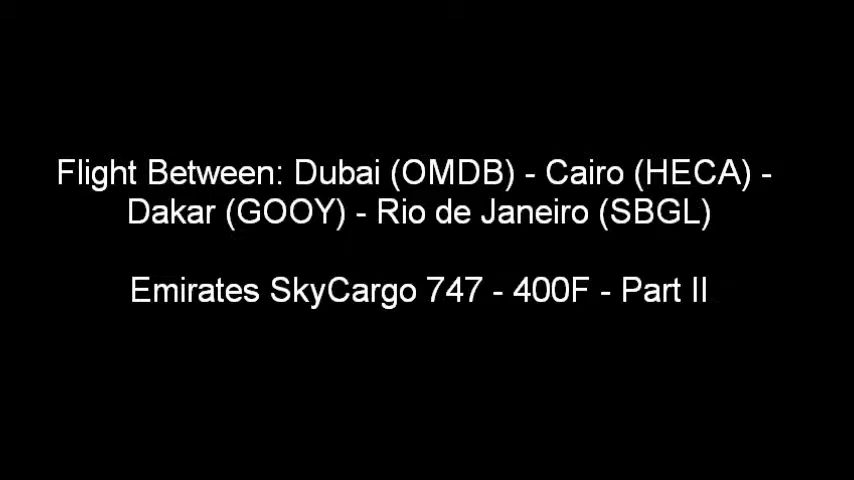 Flight Between: Dubai (OMDB) - Cairo (HECA) -
Dakar (GOOY) - Rio de Janeiro (SBGL)
Emirates SkyCargo 747 - 400F - Part II